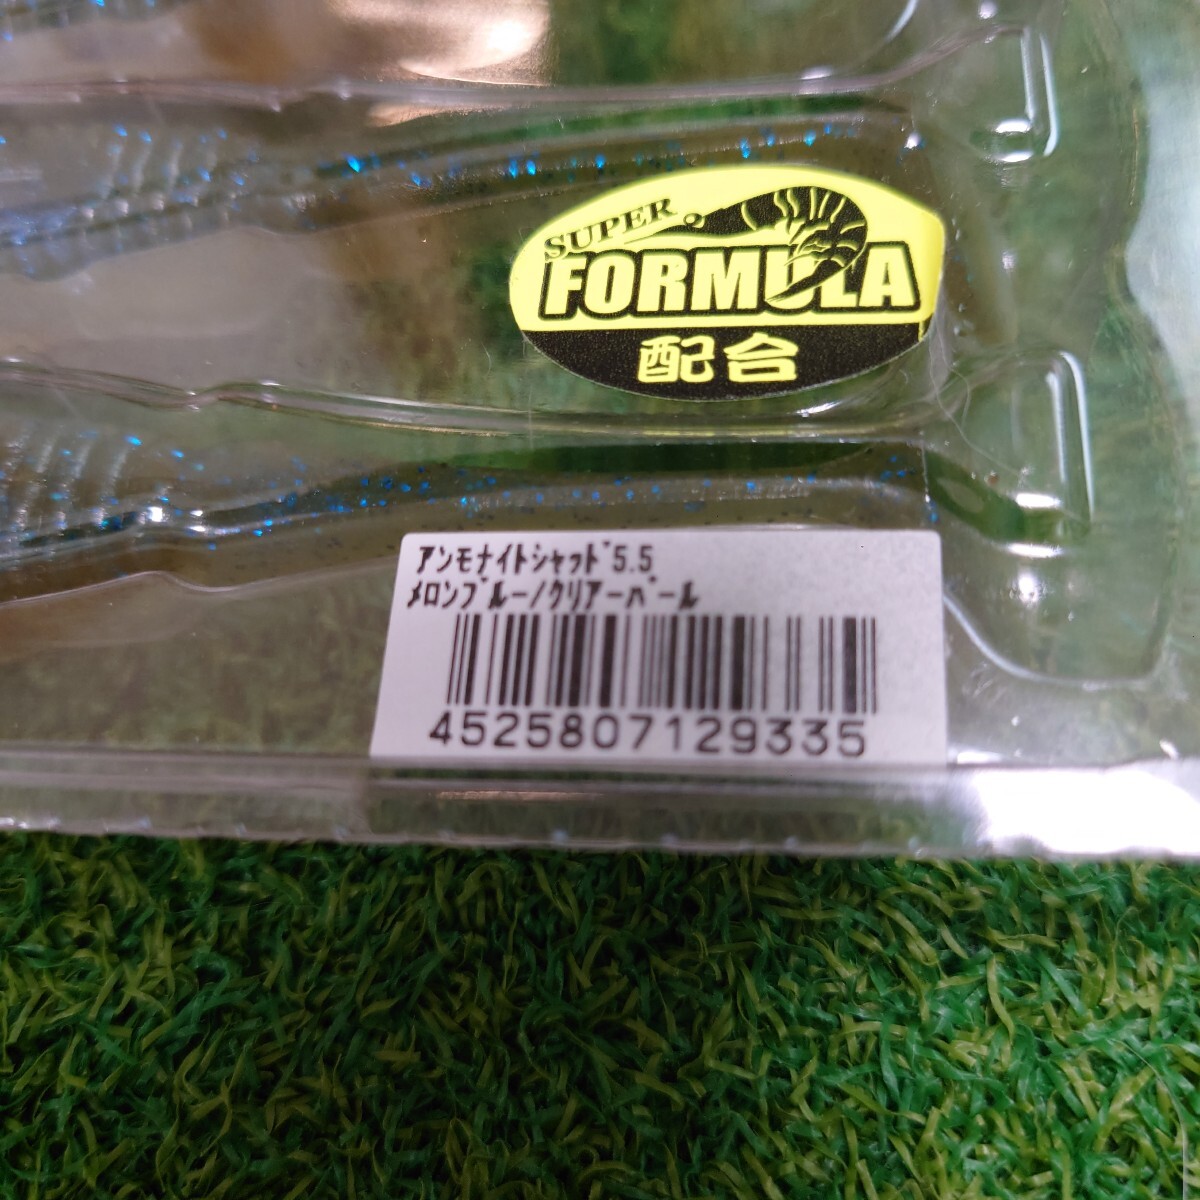 SUPER
FORMULA
配合
ｱﾝﾓﾅｲﾄｼｬｯﾄﾞ5.5
ﾒﾛﾝﾌﾞﾙｰ/ｸﾘｱｰﾊﾟｰﾙ
4525807129335